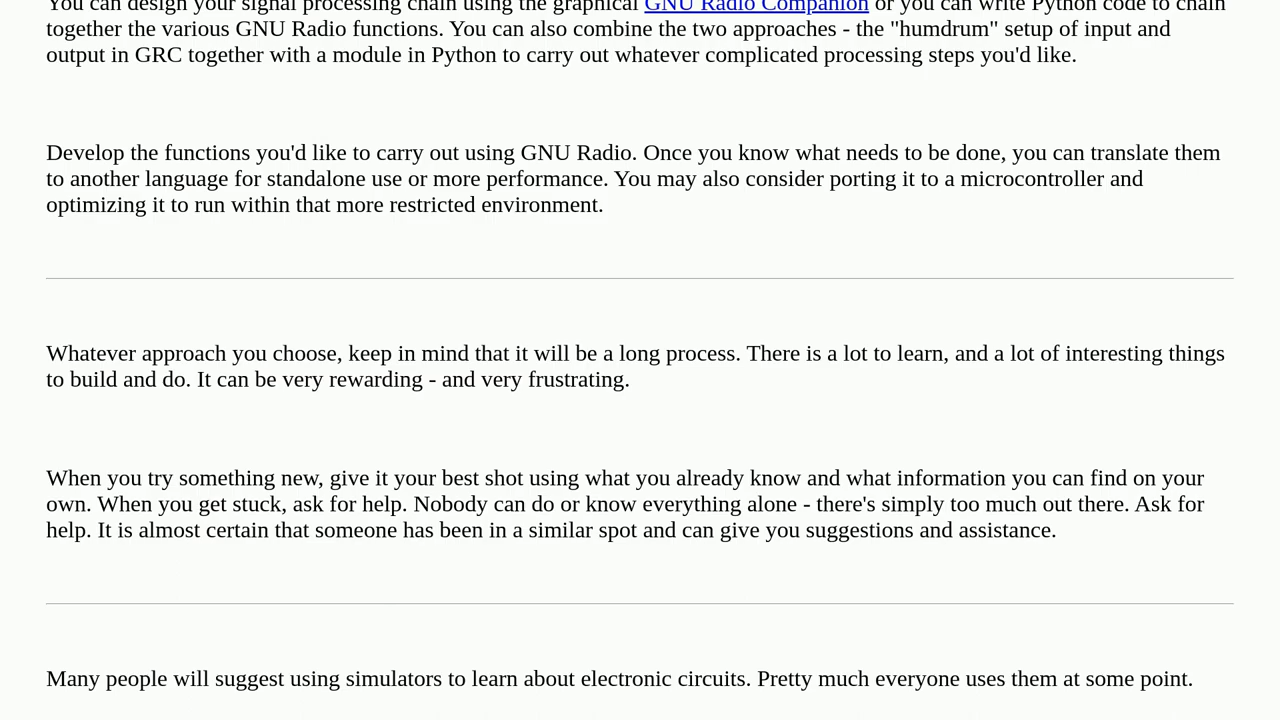 You can design your signal processing chain using the graphical GNU Radio Companion or you can write Python code to chain
together the various GNU Radio functions. You can also combine the two approaches - the "humdrum" setup of input and
output in GRC together with a module in Python to carry out whatever complicated processing steps you'd like.
Develop the functions you'd like to carry out using GNU Radio. Once you know what needs to be done, you can translate them
to another language for standalone use or more performance. You may also consider porting it to a microcontroller and
optimizing it to run within that more restricted environment.
Whatever approach you choose, keep in mind that it will be a long process. There is a lot to learn, and a lot of interesting things
to build and do. It can be very rewarding - and very frustrating.
When you try something new, give it your best shot using what you already know and what information you can find on your
own. When you get stuck, ask for help. Nobody can do or know everything alone - there's simply too much out there. Ask for
help. It is almost certain that someone has been in a similar spot and can give you suggestions and assistance.
Many people will suggest using simulators to learn about electronic circuits. Pretty much everyone uses them at some point.